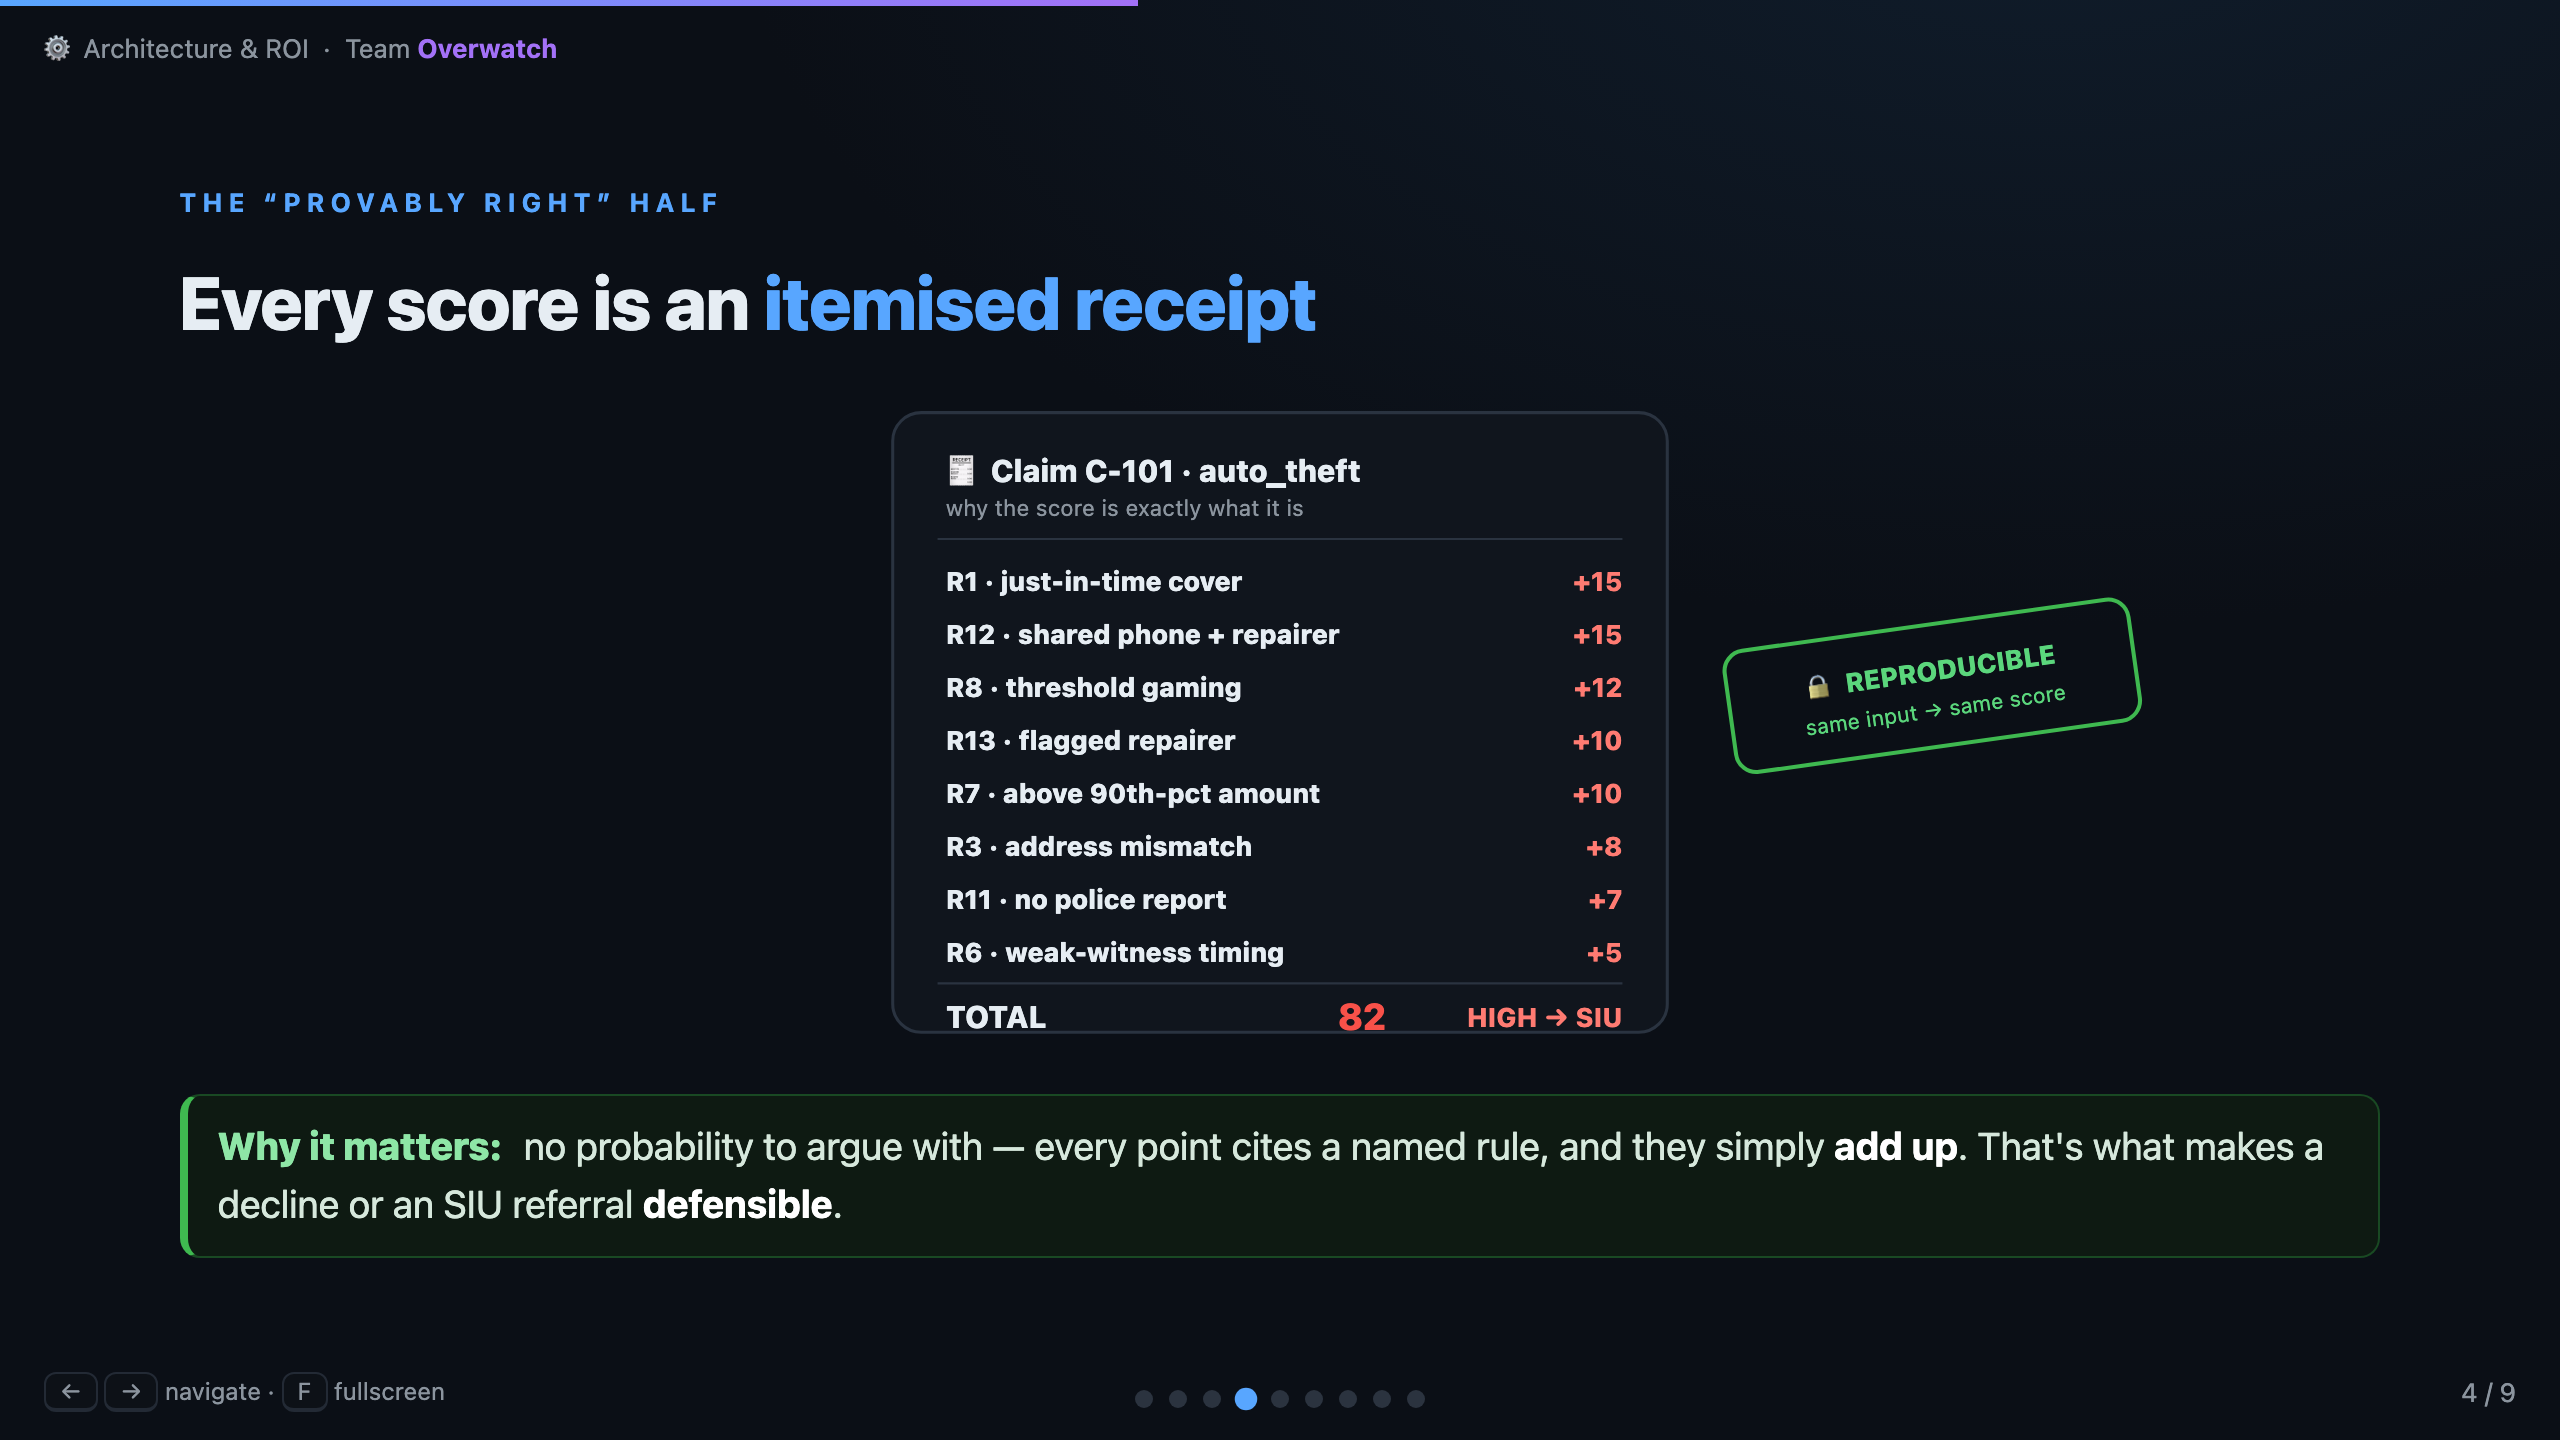 Architecture & ROI · Team Overwatch
THE “PROVABLY RIGHT” HALF
Every score is an itemised receipt
RECEIPT
Claim C-101 · auto_theft
why the score is exactly what it is
R1 · just-in-time cover +15
R12 · shared phone + repairer +15
R8 · threshold gaming +12
R13 · flagged repairer +10
R7 · above 90th-pct amount +10
R3 · address mismatch +8
R11 · no police report +7
R6 · weak-witness timing +5
TOTAL 82 HIGH → SIU
🔒 REPRODUCIBLE
same input → same score
Why it matters: no probability to argue with — every point cites a named rule, and they simply add up. That's what makes a
decline or an SIU referral defensible.
← → navigate · F fullscreen
4 / 9